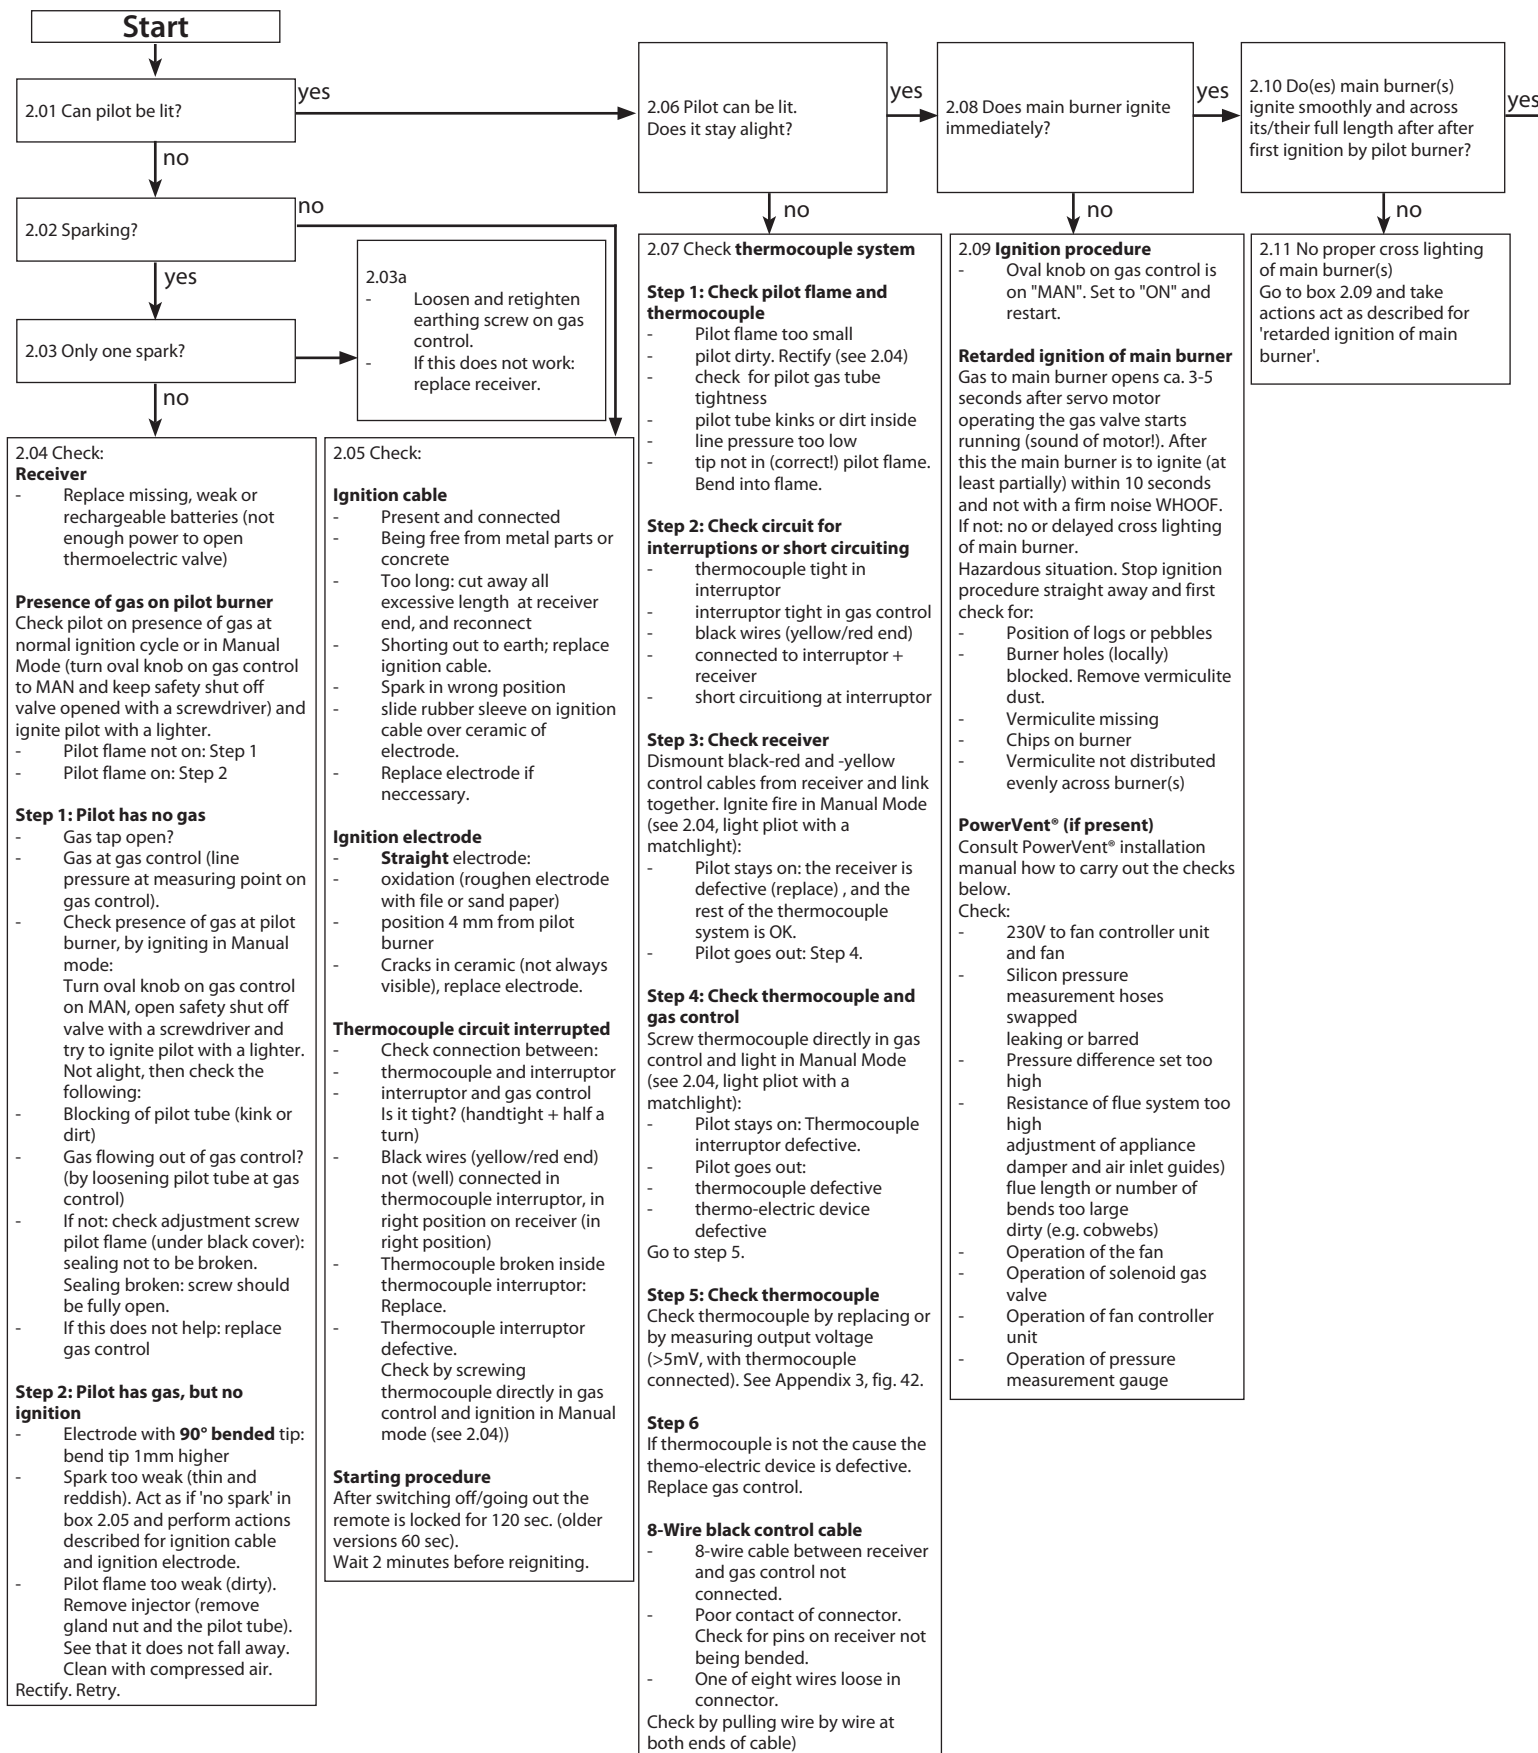 Start
2.01 Can pilot be lit?
yes
no
2.02 Sparking?
no
yes
2.03 Only one spark?
no
2.03a
- Loosen and retighten
earthing screw on gas
control.
- If this does not work:
replace receiver.
2.06 Pilot can be lit.
Does it stay alight?
yes
no
2.08 Does main burner ignite
immediately?
yes
no
2.10 Do(es) main burner(s)
ignite smoothly and across
its/their full length after after
first ignition by pilot burner?
yes
no
2.04 Check:
Receiver
- Replace missing, weak or
rechargeable batteries (not
enough power to open
thermoelectric valve)
Presence of gas on pilot burner
Check pilot on presence of gas at
normal ignition cycle or in Manual
Mode (turn oval knob on gas control
to MAN and keep safety shut off
valve opened with a screwdriver) and
ignite pilot with a lighter.
- Pilot flame not on: Step 1
- Pilot flame on: Step 2
Step 1: Pilot has no gas
- Gas tap open?
- Gas at gas control (line
pressure at measuring point on
gas control).
- Check presence of gas at pilot
burner, by igniting in Manual
mode:
Turn oval knob on gas control
on MAN, open safety shut off
valve with a screwdriver and
try to ignite pilot with a lighter.
Not alight, then check the
following:
- Blocking of pilot tube (kink or
dirt)
- Gas flowing out of gas control?
(by loosening pilot tube at gas
control)
- If not: check adjustment screw
pilot flame (under black cover):
sealing not to be broken.
Sealing broken: screw should
be fully open.
- If this does not help: replace
gas control
Step 2: Pilot has gas, but no
ignition
- Electrode with 90° bended tip:
bend tip 1mm higher
- Spark too weak (thin and
reddish). Act as if 'no spark' in
box 2.05 and perform actions
described for ignition cable
and ignition electrode.
- Pilot flame too weak (dirty).
Remove injector (remove
gland nut and the pilot tube).
See that it does not fall away.
Clean with compressed air.
Rectify. Retry.
2.05 Check:
Ignition cable
- Present and connected
- Being free from metal parts or
concrete
- Too long: cut away all
excessive length at receiver
end, and reconnect
- Shorting out to earth; replace
ignition cable.
- Spark in wrong position
- slide rubber sleeve on ignition
cable over ceramic of
electrode.
- Replace electrode if
neccessary.
Ignition electrode
- Straight electrode:
- oxidation (roughen electrode
with file or sand paper)
- position 4 mm from pilot
burner
- Cracks in ceramic (not always
visible), replace electrode.
Thermocouple circuit interrupted
- Check connection between:
- thermocouple and interruptor
- interruptor and gas control
Is it tight? (handtight + half a
turn)
- Black wires (yellow/red end)
not (well) connected in
thermocouple interruptor, in
right position on receiver (in
right position)
- Thermocouple broken inside
thermocouple interruptor:
Replace.
- Thermocouple interruptor
defective.
Check by screwing
thermocouple directly in gas
control and ignition in Manual
mode (see 2.04))
Starting procedure
After switching off/going out the
remote is locked for 120 sec. (older
versions 60 sec).
Wait 2 minutes before reigniting.
2.07 Check thermocouple system
Step 1: Check pilot flame and
thermocouple
- Pilot flame too small
- pilot dirty. Rectify (see 2.04)
- check for pilot gas tube
tightness
- pilot tube kinks or dirt inside
- line pressure too low
- tip not in (correct!) pilot flame.
Bend into flame.
Step 2: Check circuit for
interruptions or short circuiting
- thermocouple tight in
interruptor
- interruptor tight in gas control
- black wires (yellow/red end)
- connected to interruptor +
receiver
- short circuitiong at interruptor
Step 3: Check receiver
Dismount black-red and -yellow
control cables from receiver and link
together. Ignite fire in Manual Mode
(see 2.04, light pliot with a
matchlight):
- Pilot stays on: the receiver is
defective (replace) , and the
rest of the thermocouple
system is OK.
- Pilot goes out: Step 4.
Step 4: Check thermocouple and
gas control
Screw thermocouple directly in gas
control and light in Manual Mode
(see 2.04, light pliot with a
matchlight):
- Pilot stays on: Thermocouple
interruptor defective.
- Pilot goes out:
- thermocouple defective
- thermo-electric device
defective
Go to step 5.
Step 5: Check thermocouple
Check thermocouple by replacing or
by measuring output voltage
(>5mV, with thermocouple
connected). See Appendix 3, fig. 42.
Step 6
If thermocouple is not the cause the
themo-electric device is defective.
Replace gas control.
8-Wire black control cable
- 8-wire cable between receiver
and gas control not
connected.
- Poor contact of connector.
Check for pins on receiver not
being bended.
- One of eight wires loose in
connector.
Check by pulling wire by wire at
both ends of cable)
2.09 Ignition procedure
- Oval knob on gas control is
on "MAN". Set to "ON" and
restart.
Retarded ignition of main burner
Gas to main burner opens ca. 3-5
seconds after servo motor
operating the gas valve starts
running (sound of motor!). After
this the main burner is to ignite (at
least partially) within 10 seconds
and not with a firm noise WHOOF.
If not: no or delayed cross lighting
of main burner.
Hazardous situation. Stop ignition
procedure straight away and first
check for:
- Position of logs or pebbles
- Burner holes (locally)
blocked. Remove vermiculite
dust.
- Vermiculite missing
- Chips on burner
- Vermiculite not distributed
evenly across burner(s)
PowerVent® (if present)
Consult PowerVent® installation
manual how to carry out the checks
below.
Check:
- 230V to fan controller unit
and fan
- Silicon pressure
measurement hoses
swapped
leaking or barred
- Pressure difference set too
high
- Resistance of flue system too
high
adjustment of appliance
damper and air inlet guides)
flue length or number of
bends too large
dirty (e.g. cobwebs)
- Operation of the fan
- Operation of solenoid gas
valve
- Operation of fan controller
unit
- Operation of pressure
measurement gauge
2.11 No proper cross lighting
of main burner(s)
Go to box 2.09 and take
actions act as described for
'retarded ignition of main
burner'.